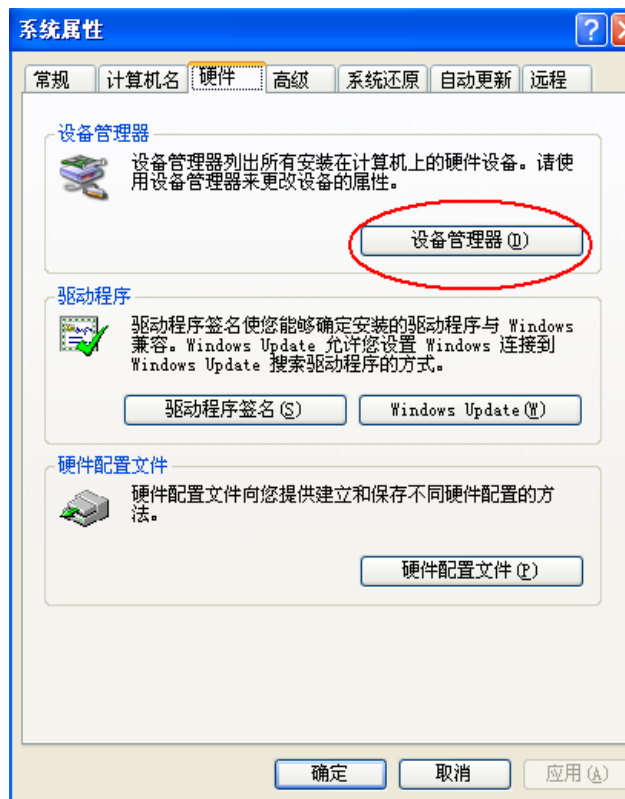 系统属性
常规 计算机名 硬件 高级 系统还原 自动更新 远程
设备管理器
设备管理器列出所有安装在计算机上的硬件设备。请使
用设备管理器来更改设备的属性。
设备管理器(D)
驱动程序
驱动程序签名使您能够确定安装的驱动程序与 Windows
兼容。Windows Update 允许您设置 Windows 连接到
Windows Update 搜索驱动程序的方式。
驱动程序签名(S) Windows Update(W)
硬件配置文件
硬件配置文件向您提供建立和保存不同硬件配置的方
法。
硬件配置文件(P)
确定 取消 应用(A)